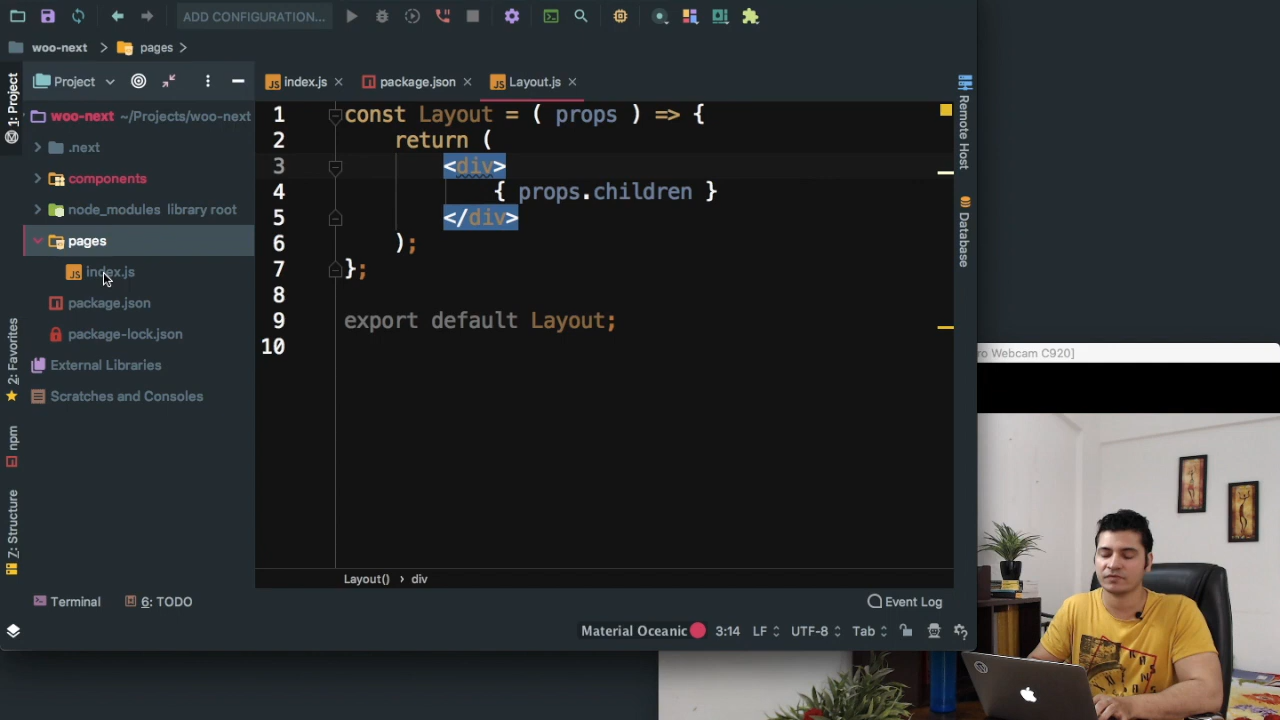 ADD CONFIGURATION...
woo-next > pages >
1: Project
Project
index.js
package.json
Layout.js
woo-next ~/Projects/woo-next
.next
components
node_modules library root
pages
index.js
package.json
package-lock.json
External Libraries
Scratches and Consoles
2: Favorites
npm
Z: Structure
1 const Layout = ( props ) => {
2 return (
3 <div>
4 { props.children }
5 </div>
6 );
7 };
8
9 export default Layout;
10
Remote Host
Database
Layout() › div
Terminal
6: TODO
Event Log
Material Oceanic
3:14
LF
UTF-8
Tab
ro Webcam C920]